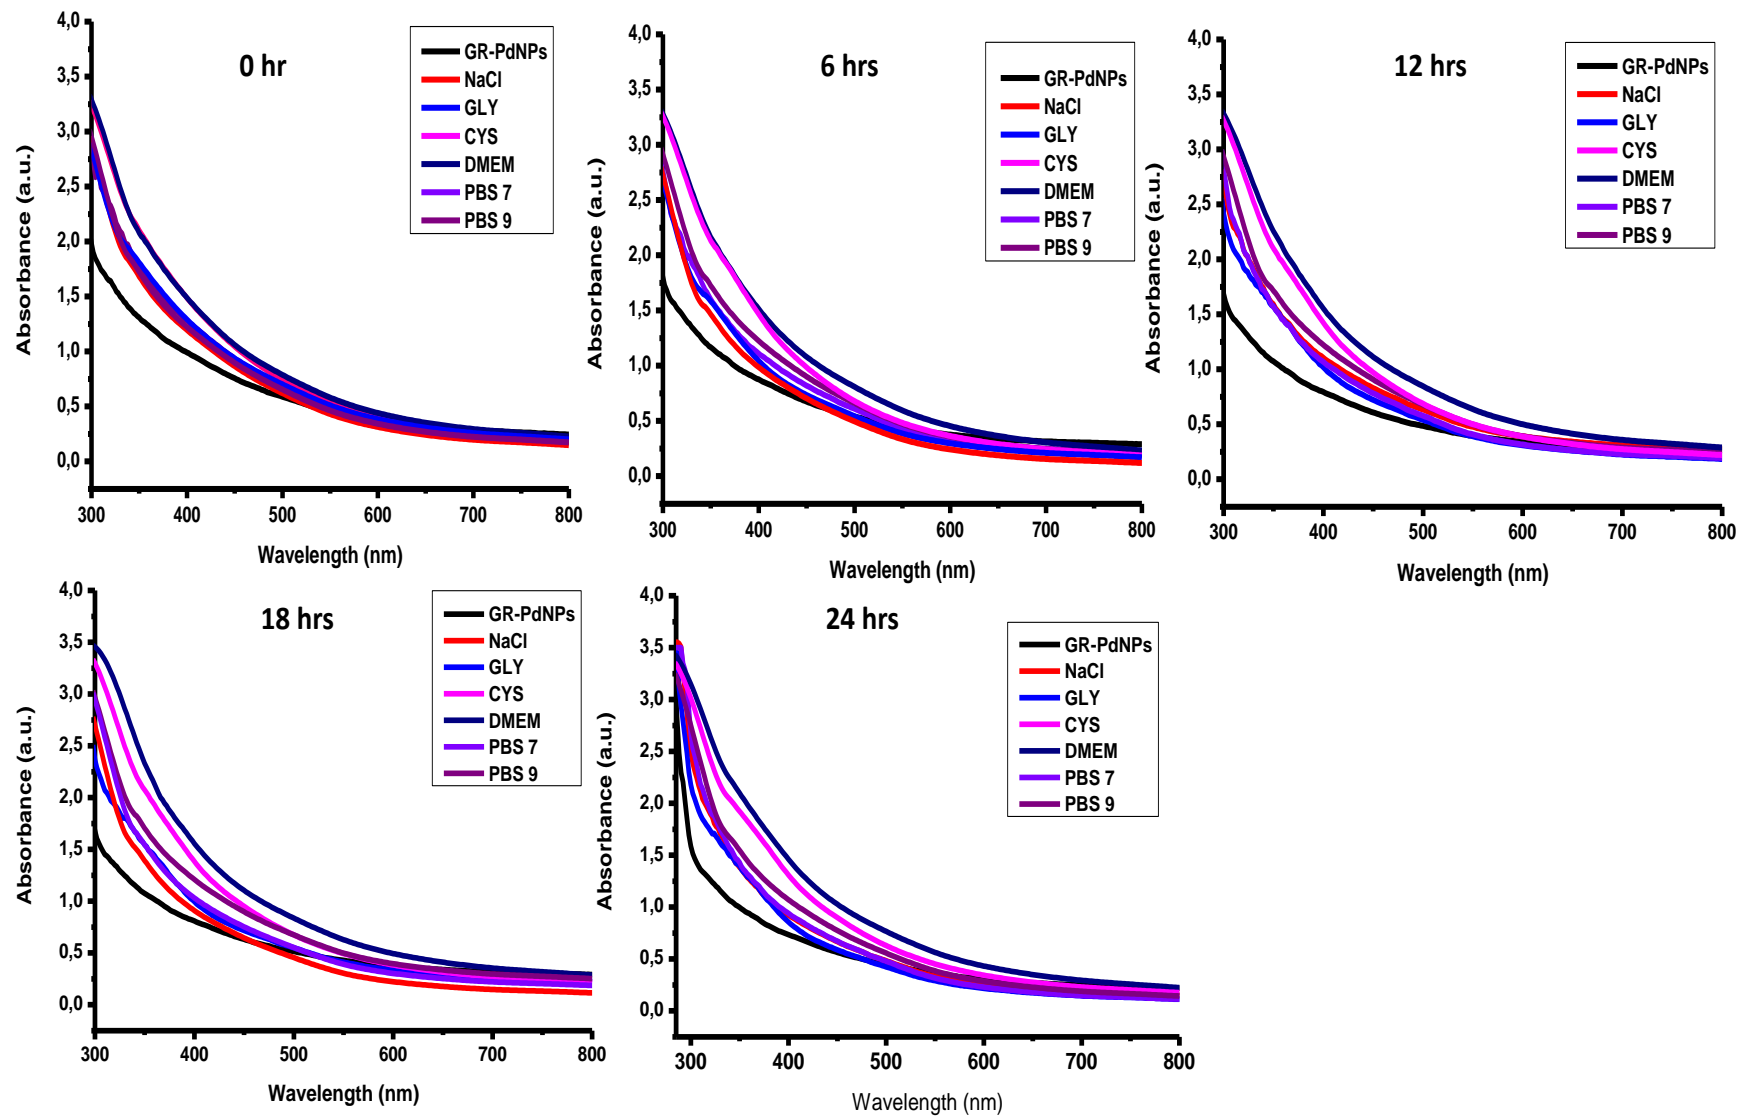 0 hr
Absorbance (a.u.)
4,0
3,5
3,0
2,5
2,0
1,5
1,0
0,5
0,0
300 400 500 600 700 800
Wavelength (nm)
GR-PdNPs
NaCl
GLY
CYS
DMEM
PBS 7
PBS 9
6 hrs
Absorbance (a.u.)
4,0
3,5
3,0
2,5
2,0
1,5
1,0
0,5
0,0
300 400 500 600 700 800
Wavelength (nm)
GR-PdNPs
NaCl
GLY
CYS
DMEM
PBS 7
PBS 9
12 hrs
Absorbance (a.u.)
4,0
3,5
3,0
2,5
2,0
1,5
1,0
0,5
0,0
300 400 500 600 700 800
Wavelength (nm)
GR-PdNPs
NaCl
GLY
CYS
DMEM
PBS 7
PBS 9
18 hrs
Absorbance (a.u.)
4,0
3,5
3,0
2,5
2,0
1,5
1,0
0,5
0,0
300 400 500 600 700 800
Wavelength (nm)
GR-PdNPs
NaCl
GLY
CYS
DMEM
PBS 7
PBS 9
24 hrs
Absorbance (a.u.)
4,0
3,5
3,0
2,5
2,0
1,5
1,0
0,5
0,0
300 400 500 600 700 800
Wavelength (nm)
GR-PdNPs
NaCl
GLY
CYS
DMEM
PBS 7
PBS 9